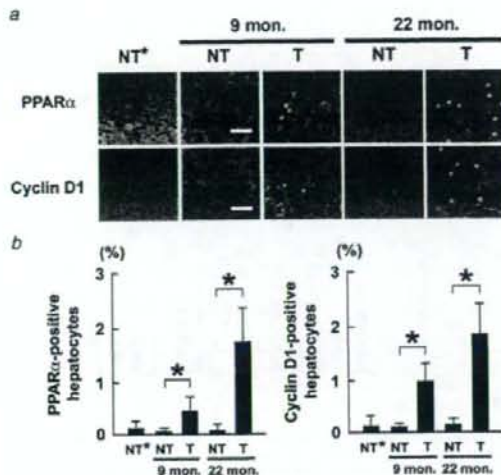 a
9 mon. 22 mon.
NT* NT T NT T
PPARα
Cyclin D1
b
(%)
3
2
1
0
PPARα-positive
hepatocytes
*
*
NT* NT T NT T
9 mon. 22 mon.
(%)
3
2
1
0
Cyclin D1-positive
hepatocytes
*
*
NT* NT T NT T
9 mon. 22 mon.